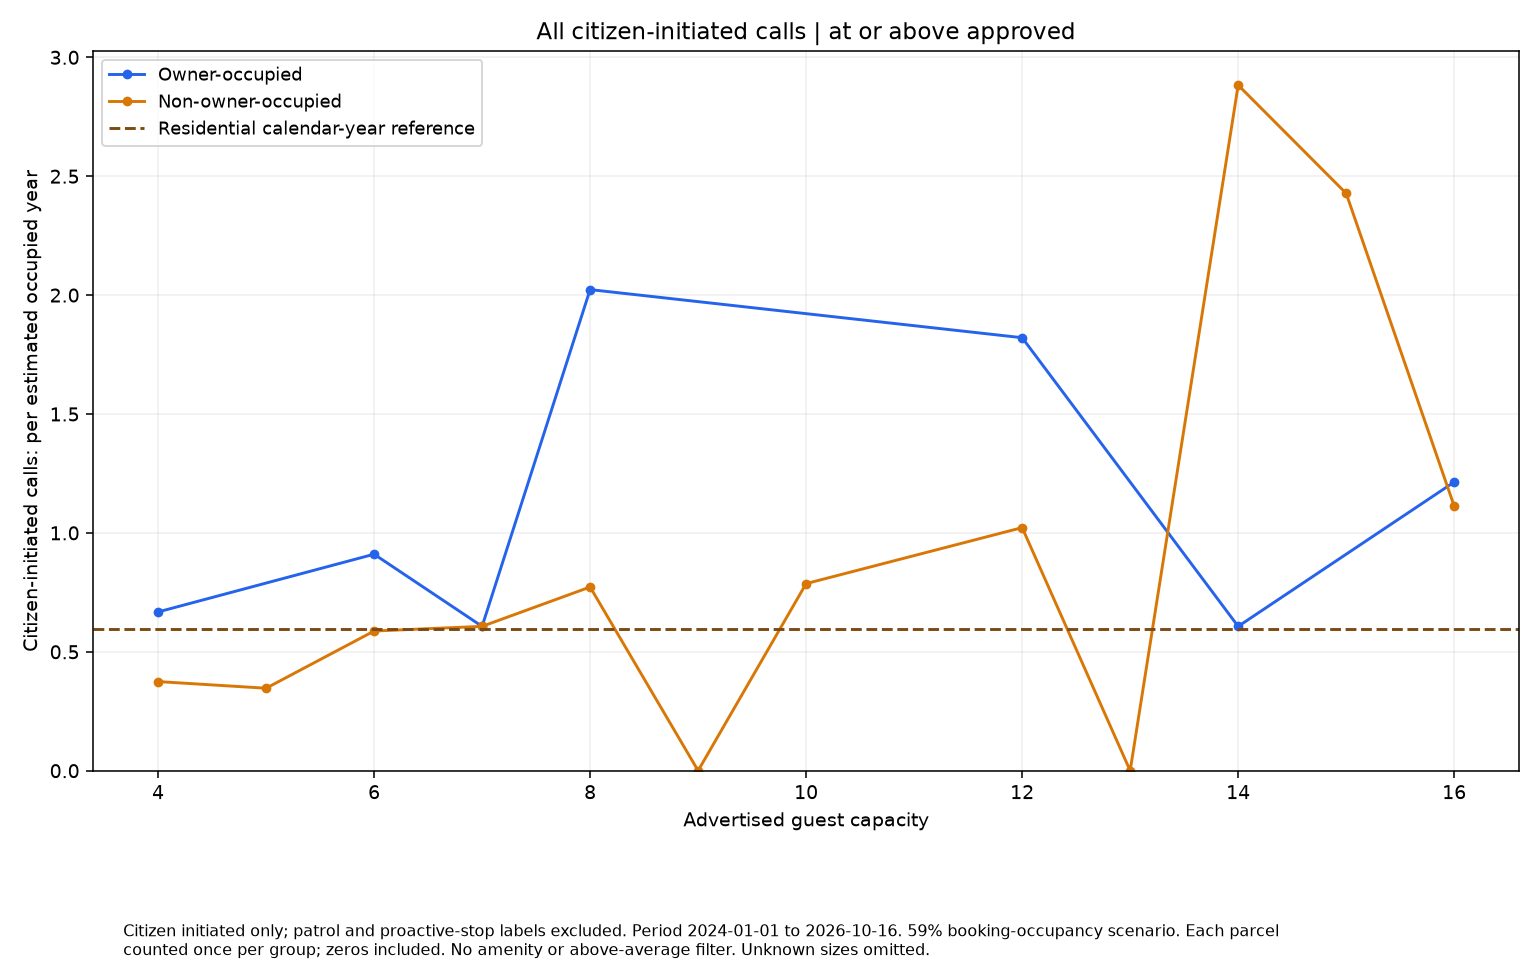 All citizen-initiated calls | at or above approved
Owner-occupied
Non-owner-occupied
Residential calendar-year reference
Citizen-initiated calls: per estimated occupied year
3.0
2.5
2.0
1.5
1.0
0.5
0.0
4 6 8 10 12 14 16
Advertised guest capacity
Citizen initiated only; patrol and proactive-stop labels excluded. Period 2024-01-01 to 2026-10-16. 59% booking-occupancy scenario. Each parcel
counted once per group; zeros included. No amenity or above-average filter. Unknown sizes omitted.